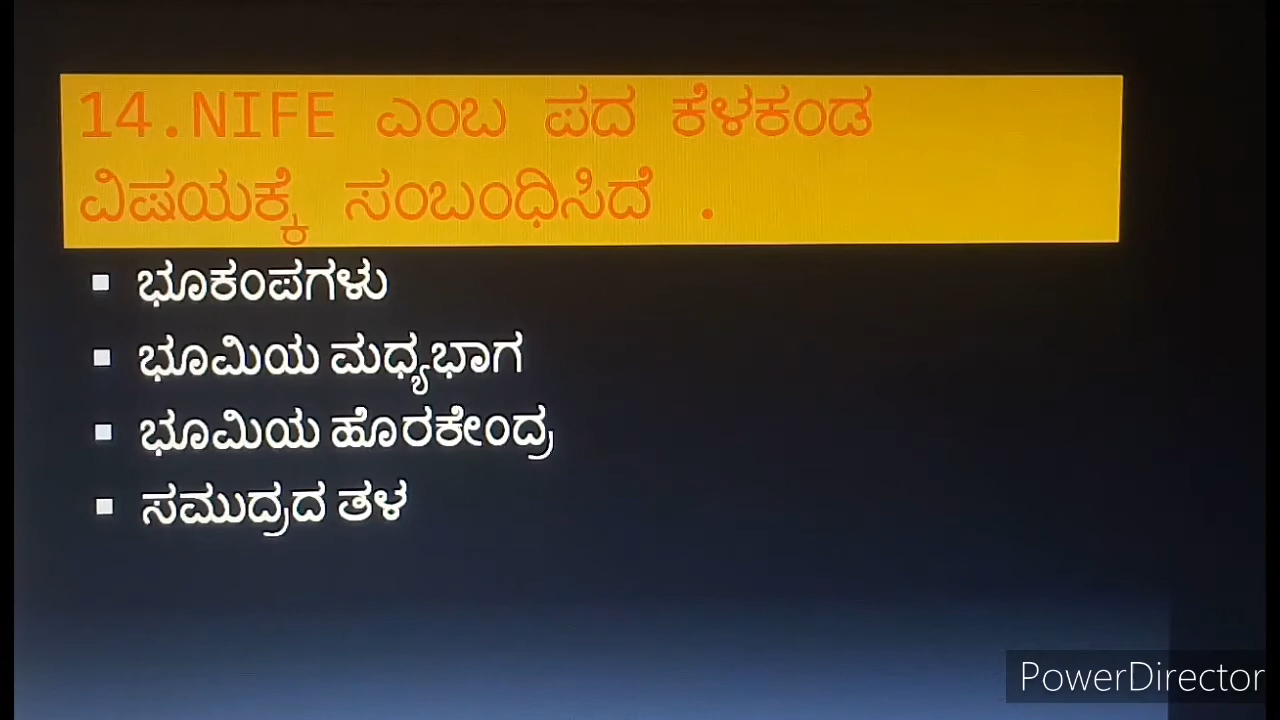 14.NIFE ಎಂಬ ಪದ ಕೆಳಕಂಡ
ವಿಷಯಕ್ಕೆ ಸಂಬಂಧಿಸಿದೆ .
▪ ಭೂಕಂಪಗಳು
▪ ಭೂಮಿಯ ಮಧ್ಯಭಾಗ
▪ ಭೂಮಿಯ ಹೊರಕೇಂದ್ರ
▪ ಸಮುದ್ರದ ತಳ
PowerDirector